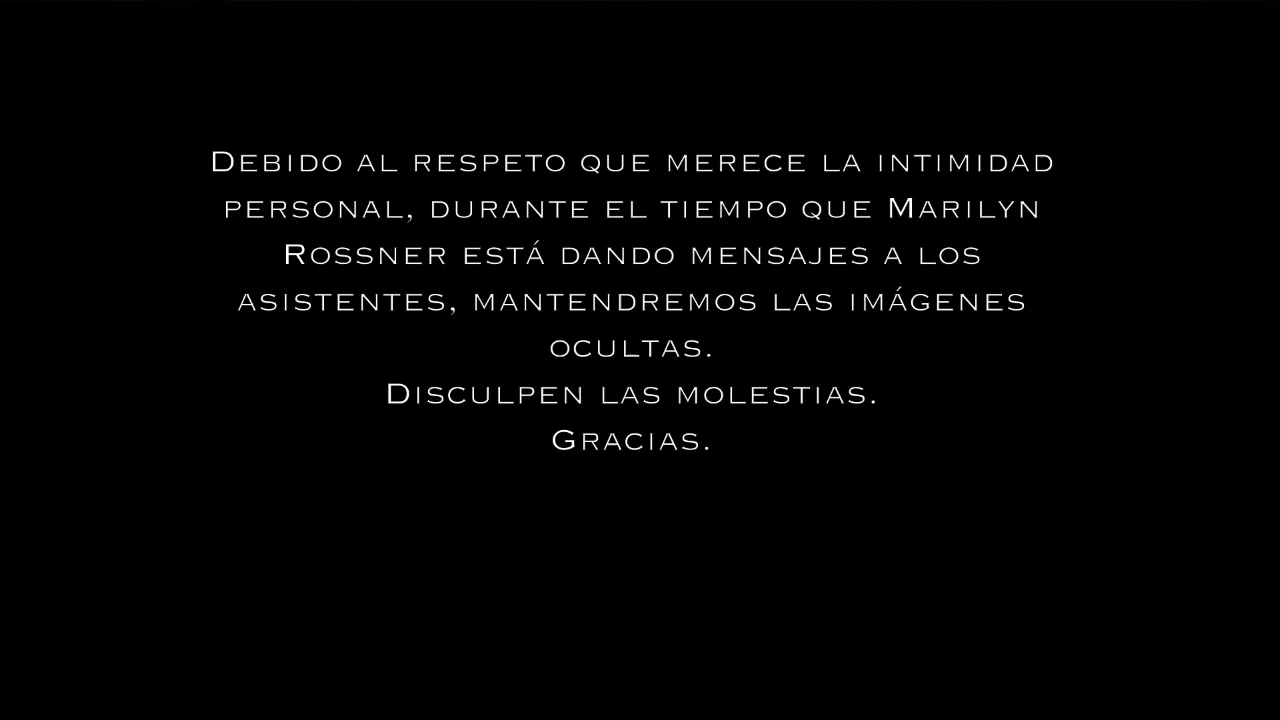 Debido al respeto que merece la intimidad
personal, durante el tiempo que Marilyn
Rossner está dando mensajes a los
asistentes, mantendremos las imágenes
ocultas.
Disculpen las molestias.
Gracias.